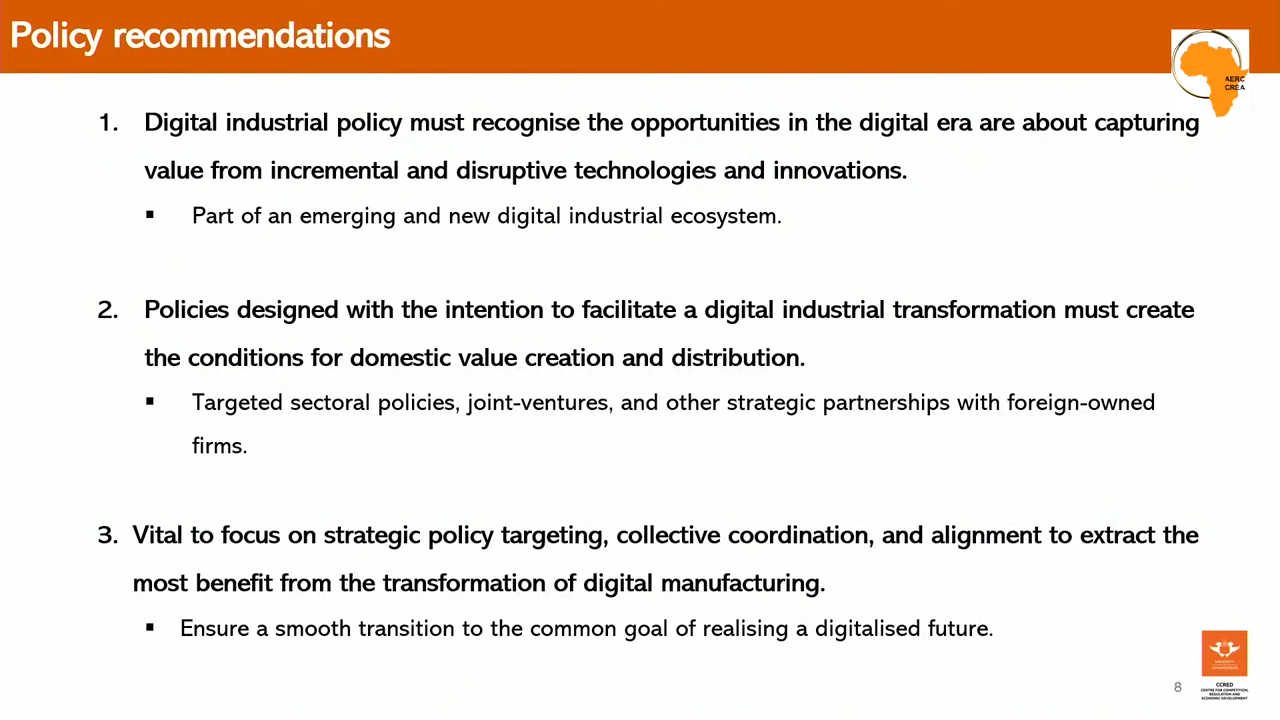 Policy recommendations
AERC
CREA
1. Digital industrial policy must recognise the opportunities in the digital era are about capturing
value from incremental and disruptive technologies and innovations.
▪ Part of an emerging and new digital industrial ecosystem.
2. Policies designed with the intention to facilitate a digital industrial transformation must create
the conditions for domestic value creation and distribution.
▪ Targeted sectoral policies, joint-ventures, and other strategic partnerships with foreign-owned
firms.
3. Vital to focus on strategic policy targeting, collective coordination, and alignment to extract the
most benefit from the transformation of digital manufacturing.
▪ Ensure a smooth transition to the common goal of realising a digitalised future.
8
UNIVERSITY
JOHANNESBURG
CCRED
CENTRE FOR COMPETITION,
REGULATION AND
ECONOMIC DEVELOPMENT